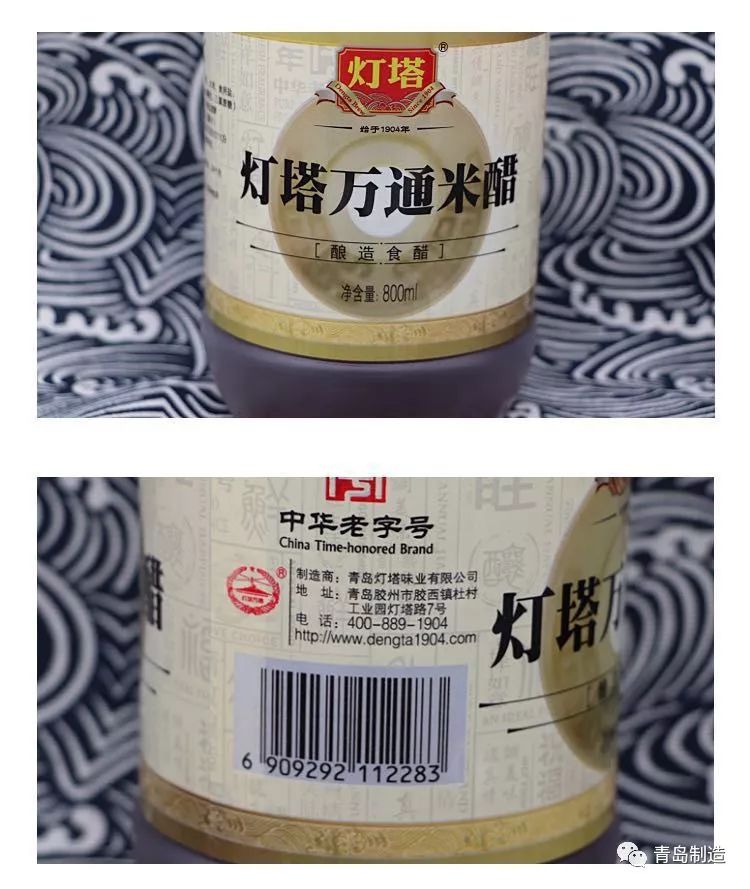 灯塔®
Dengta Brew Since 1904
始于1904年
灯塔万通米醋
[ 酿造食醋 ]
净含量: 800ml
中华老字号
China Time-honored Brand
®
制造商：青岛灯塔味业有限公司
地 址：青岛胶州市胶西镇杜村
工业园灯塔路7号
电 话：400-889-1904
http://www.dengta1904.com
6 909292 112283
灯塔万
青岛制造